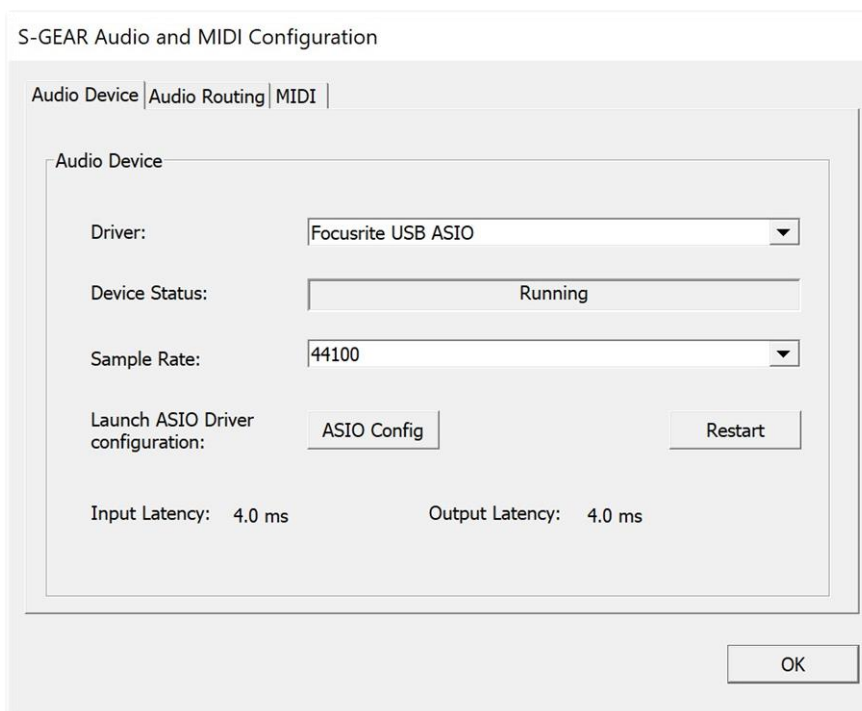 S-GEAR Audio and MIDI Configuration
Audio Device Audio Routing MIDI
Audio Device
Driver: Focusrite USB ASIO
Device Status: Running
Sample Rate: 44100
Launch ASIO Driver
configuration: ASIO Config Restart
Input Latency: 4.0 ms Output Latency: 4.0 ms
OK